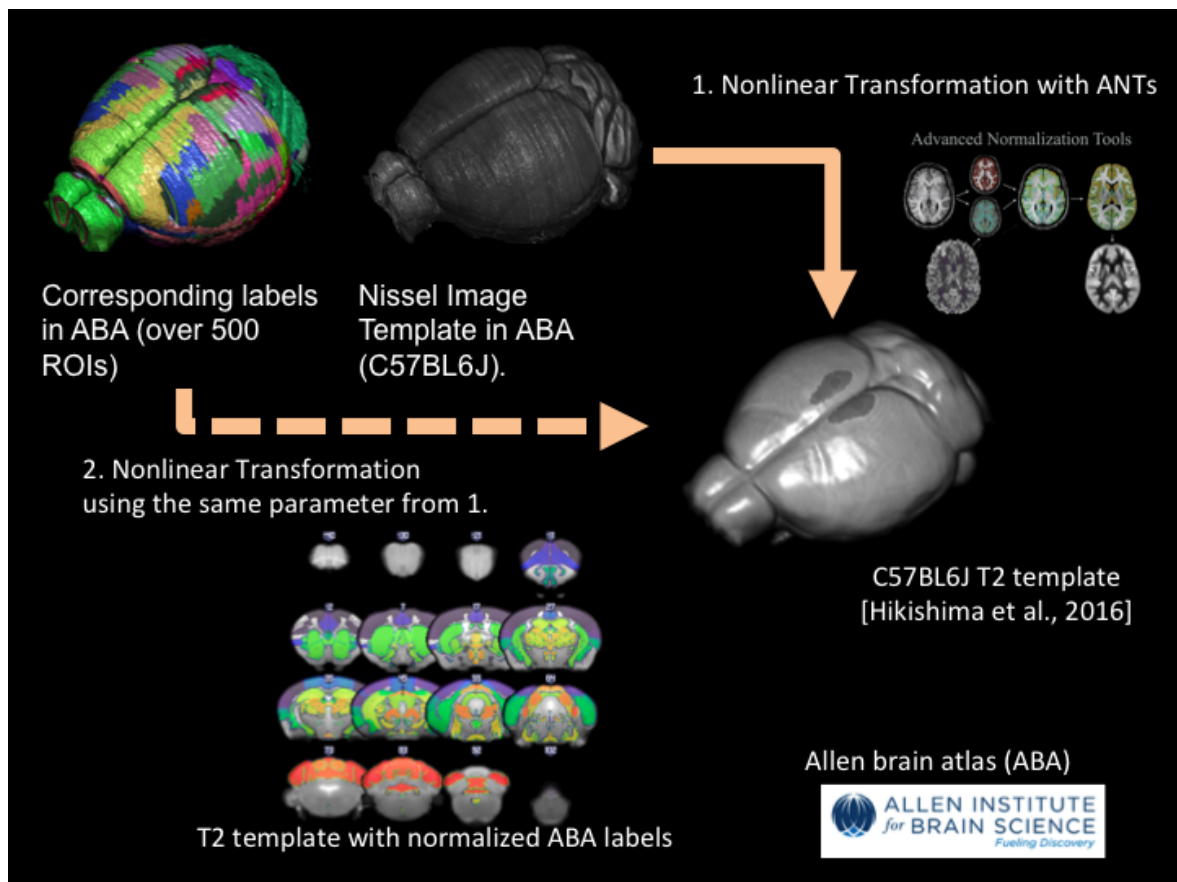 1. Nonlinear Transformation with ANTs
Advanced Normalization Tools
Corresponding labels
in ABA (over 500
ROIs)
Nissel Image
Template in ABA
(C57BL6J).
2. Nonlinear Transformation
using the same parameter from 1.
C57BL6J T2 template
[Hikishima et al., 2016]
T2 template with normalized ABA labels
Allen brain atlas (ABA)
ALLEN INSTITUTE
for BRAIN SCIENCE
Fueling Discovery